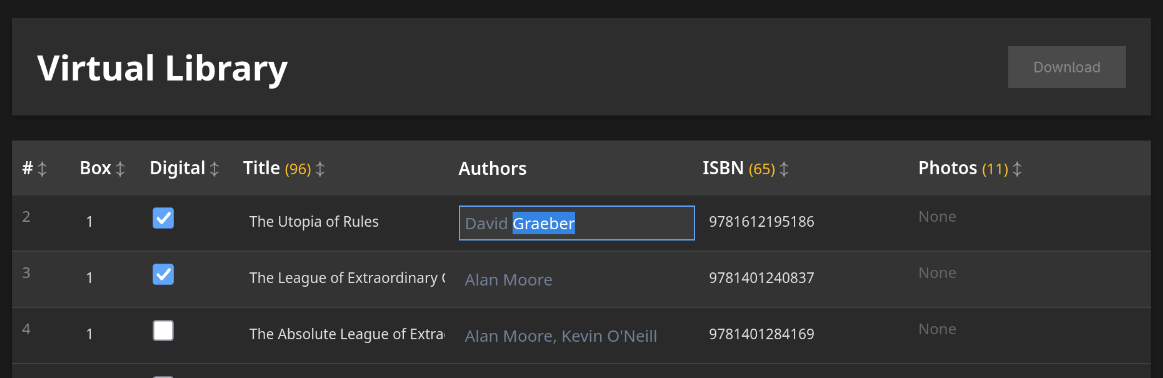 Virtual Library
Download
# Box Digital Title (96) Authors ISBN (65) Photos (11)
2 1 The Utopia of Rules David Graeber 9781612195186 None
3 1 The League of Extraordinary Alan Moore 9781401240837 None
4 1 The Absolute League of Extra Alan Moore, Kevin O'Neill 9781401284169 None